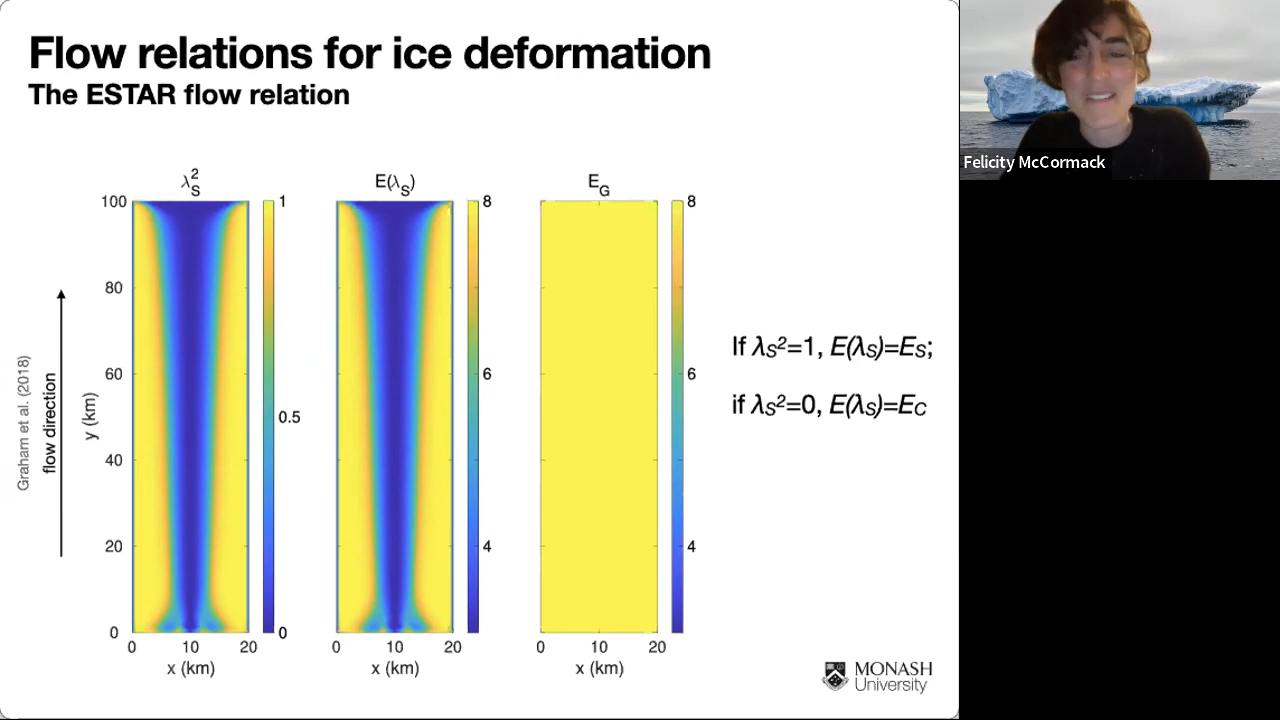 Flow relations for ice deformation
The ESTAR flow relation
Felicity McCormack
λS2
E(λS)
EG
100
80
60
40
20
0
0
10
20
x (km)
y (km)
1
0.5
0
0
10
20
x (km)
8
6
4
0
10
20
x (km)
8
6
4
Graham et al. (2018)
flow direction
If λS²=1, E(λS)=ES;
if λS²=0, E(λS)=EC
MONASH
University